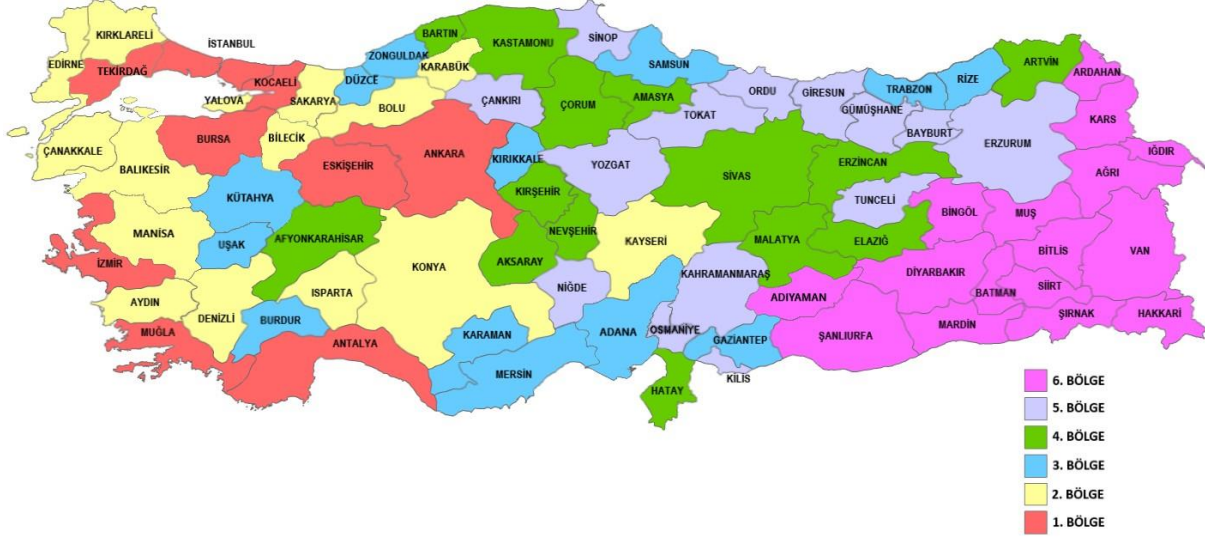 KIRKLARELİ
EDİRNE
TEKİRDAĞ
İSTANBUL
KOCAELİ
YALOVA
SAKARYA
DÜZCE
ZONGULDAK
BARTIN
KARABÜK
KASTAMONU
SİNOP
SAMSUN
BOLU
ÇANKIRI
ÇORUM
AMASYA
TOKAT
ORDU
GİRESUN
GÜMÜŞHANE
TRABZON
RİZE
ARTVİN
ARDAHAN
KARS
BAYBURT
ERZURUM
IĞDIR
AĞRI
ÇANAKKALE
BALIKESİR
BURSA
BİLECİK
ESKİŞEHİR
ANKARA
KIRIKKALE
YOZGAT
KIRŞEHİR
SİVAS
ERZİNCAN
TUNCELİ
BİNGÖL
MUŞ
BİTLİS
VAN
KÜTAHYA
MANİSA
UŞAK
AFYONKARAHİSAR
İZMİR
KONYA
AKSARAY
NEVŞEHİR
KAYSERİ
MALATYA
ELAZIĞ
DİYARBAKIR
BATMAN
SİİRT
ŞIRNAK
HAKKARİ
AYDIN
DENİZLİ
ISPARTA
BURDUR
MUĞLA
ANTALYA
KARAMAN
MERSİN
NİĞDE
ADANA
KAHRAMANMARAŞ
OSMANİYE
GAZİANTEP
ADIYAMAN
ŞANLIURFA
MARDİN
KİLİS
HATAY
6. BÖLGE
5. BÖLGE
4. BÖLGE
3. BÖLGE
2. BÖLGE
1. BÖLGE